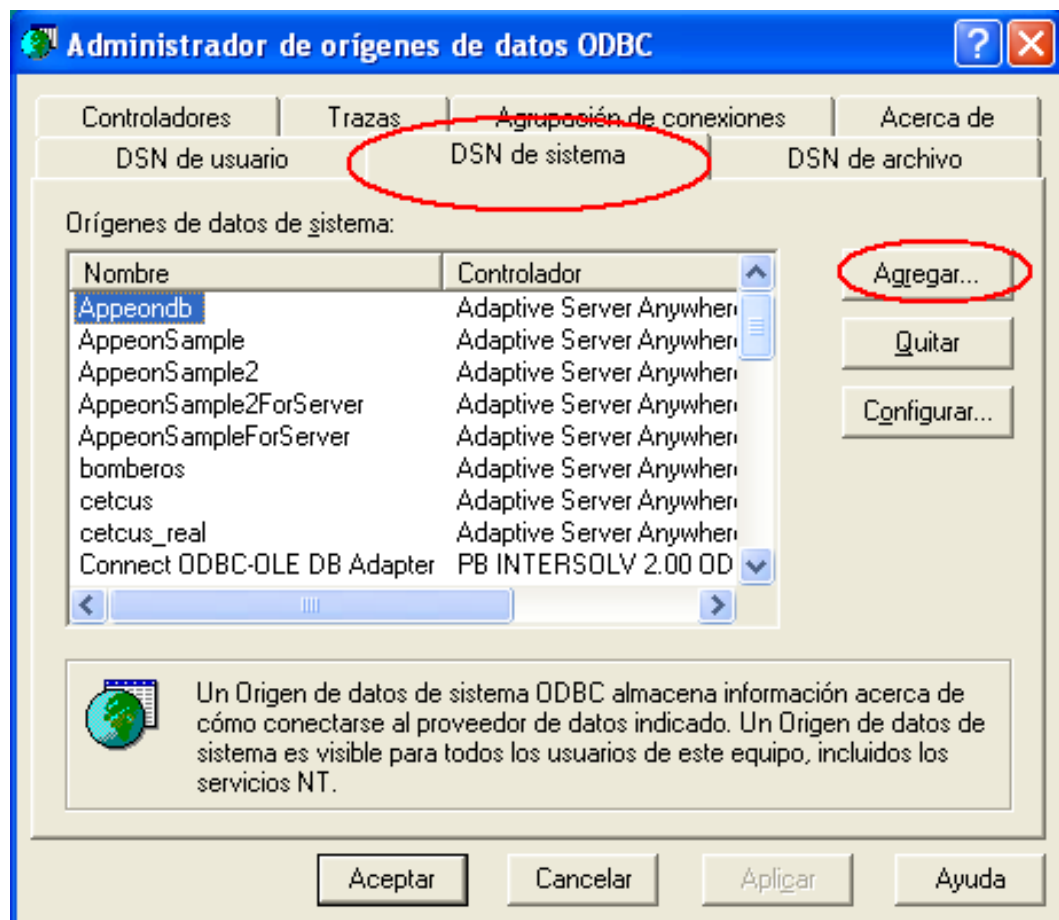 Administrador de orígenes de datos ODBC
Controladores Trazas Agrupación de conexiones Acerca de
DSN de usuario DSN de sistema DSN de archivo
Orígenes de datos de sistema:
Nombre Controlador
Appeondb Adaptive Server Anywher
AppeonSample Adaptive Server Anywher
AppeonSample2 Adaptive Server Anywher
AppeonSample2ForServer Adaptive Server Anywher
AppeonSampleForServer Adaptive Server Anywher
bomberos Adaptive Server Anywher
cetcus Adaptive Server Anywher
cetcus_real Adaptive Server Anywher
Connect ODBC-OLE DB Adapter PB INTERSOLV 2.00 OD
Agregar...
Quitar
Configurar...
Un Origen de datos de sistema ODBC almacena información acerca de
cómo conectarse al proveedor de datos indicado. Un Origen de datos de
sistema es visible para todos los usuarios de este equipo, incluidos los
servicios NT.
Aceptar Cancelar Aplicar Ayuda